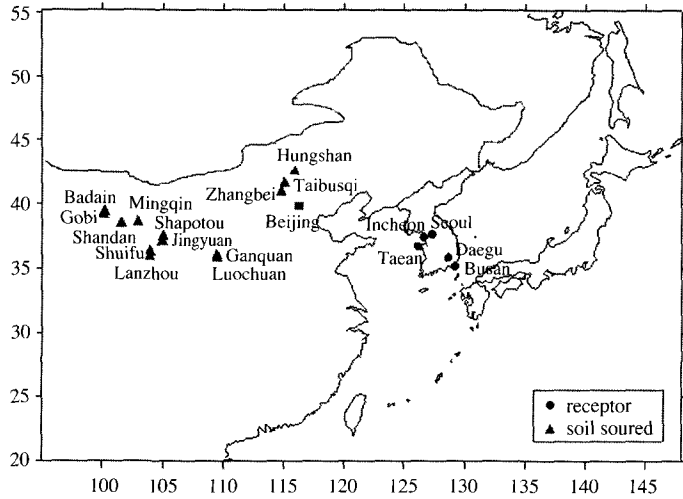 55
50
45
40
35
30
25
20
Hungshan
Zhangbei Taibusqi
Badain Mingqin
Gobi Shapotou
Beijing
Incheon Seoul
Shandan Jingyuan
Taean Daegu
Shuifu Ganquan
Busan
Lanzhou Luochuan
receptor
soil soured
100 105 110 115 120 125 130 135 140 145